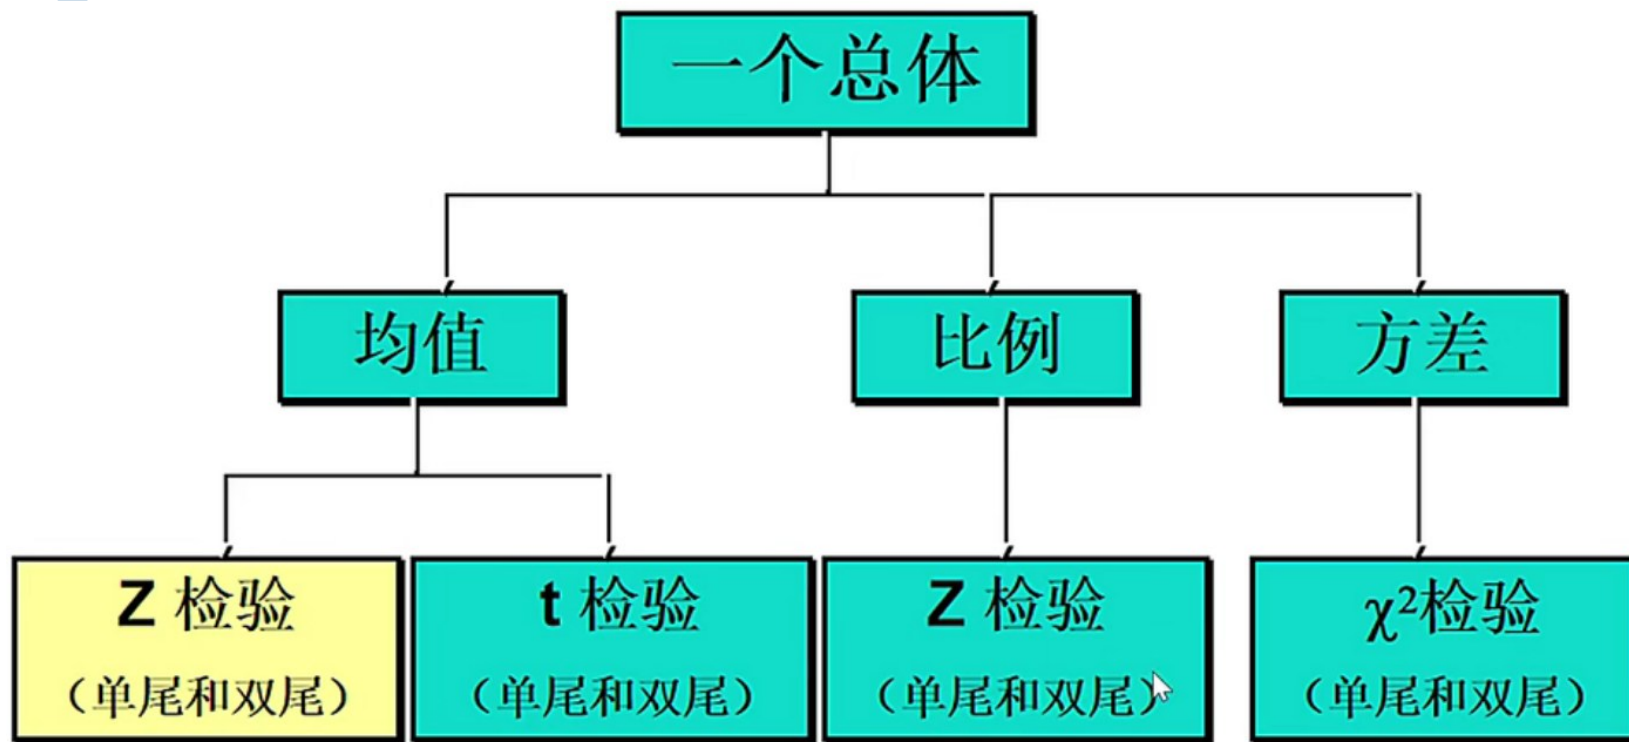 一个总体
均值
比例
方差
Z 检验
（单尾和双尾）
t 检验
（单尾和双尾）
Z 检验
（单尾和双尾）
χ²检验
（单尾和双尾）